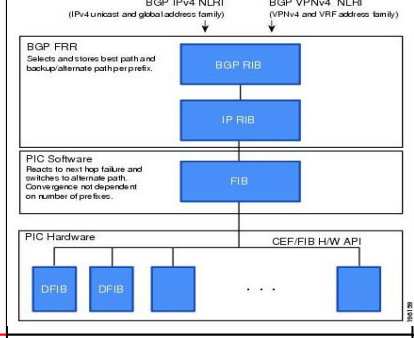 BGP IPv4 NLRI
(IPv4 unicast and global address family)
BGP VPNv4 NLRI
(VPNv4 and VRF address family)
BGP FRR
Selects and stores best path and
backup/alternate path per prefix.
BGP RIB
IP RIB
PIC Software
Reacts to next hop failure and
switches to alternate path.
Convergence not dependent
on number of prefixes.
FIB
PIC Hardware
CEF/FIB H/W API
DFIB
DFIB
. . .